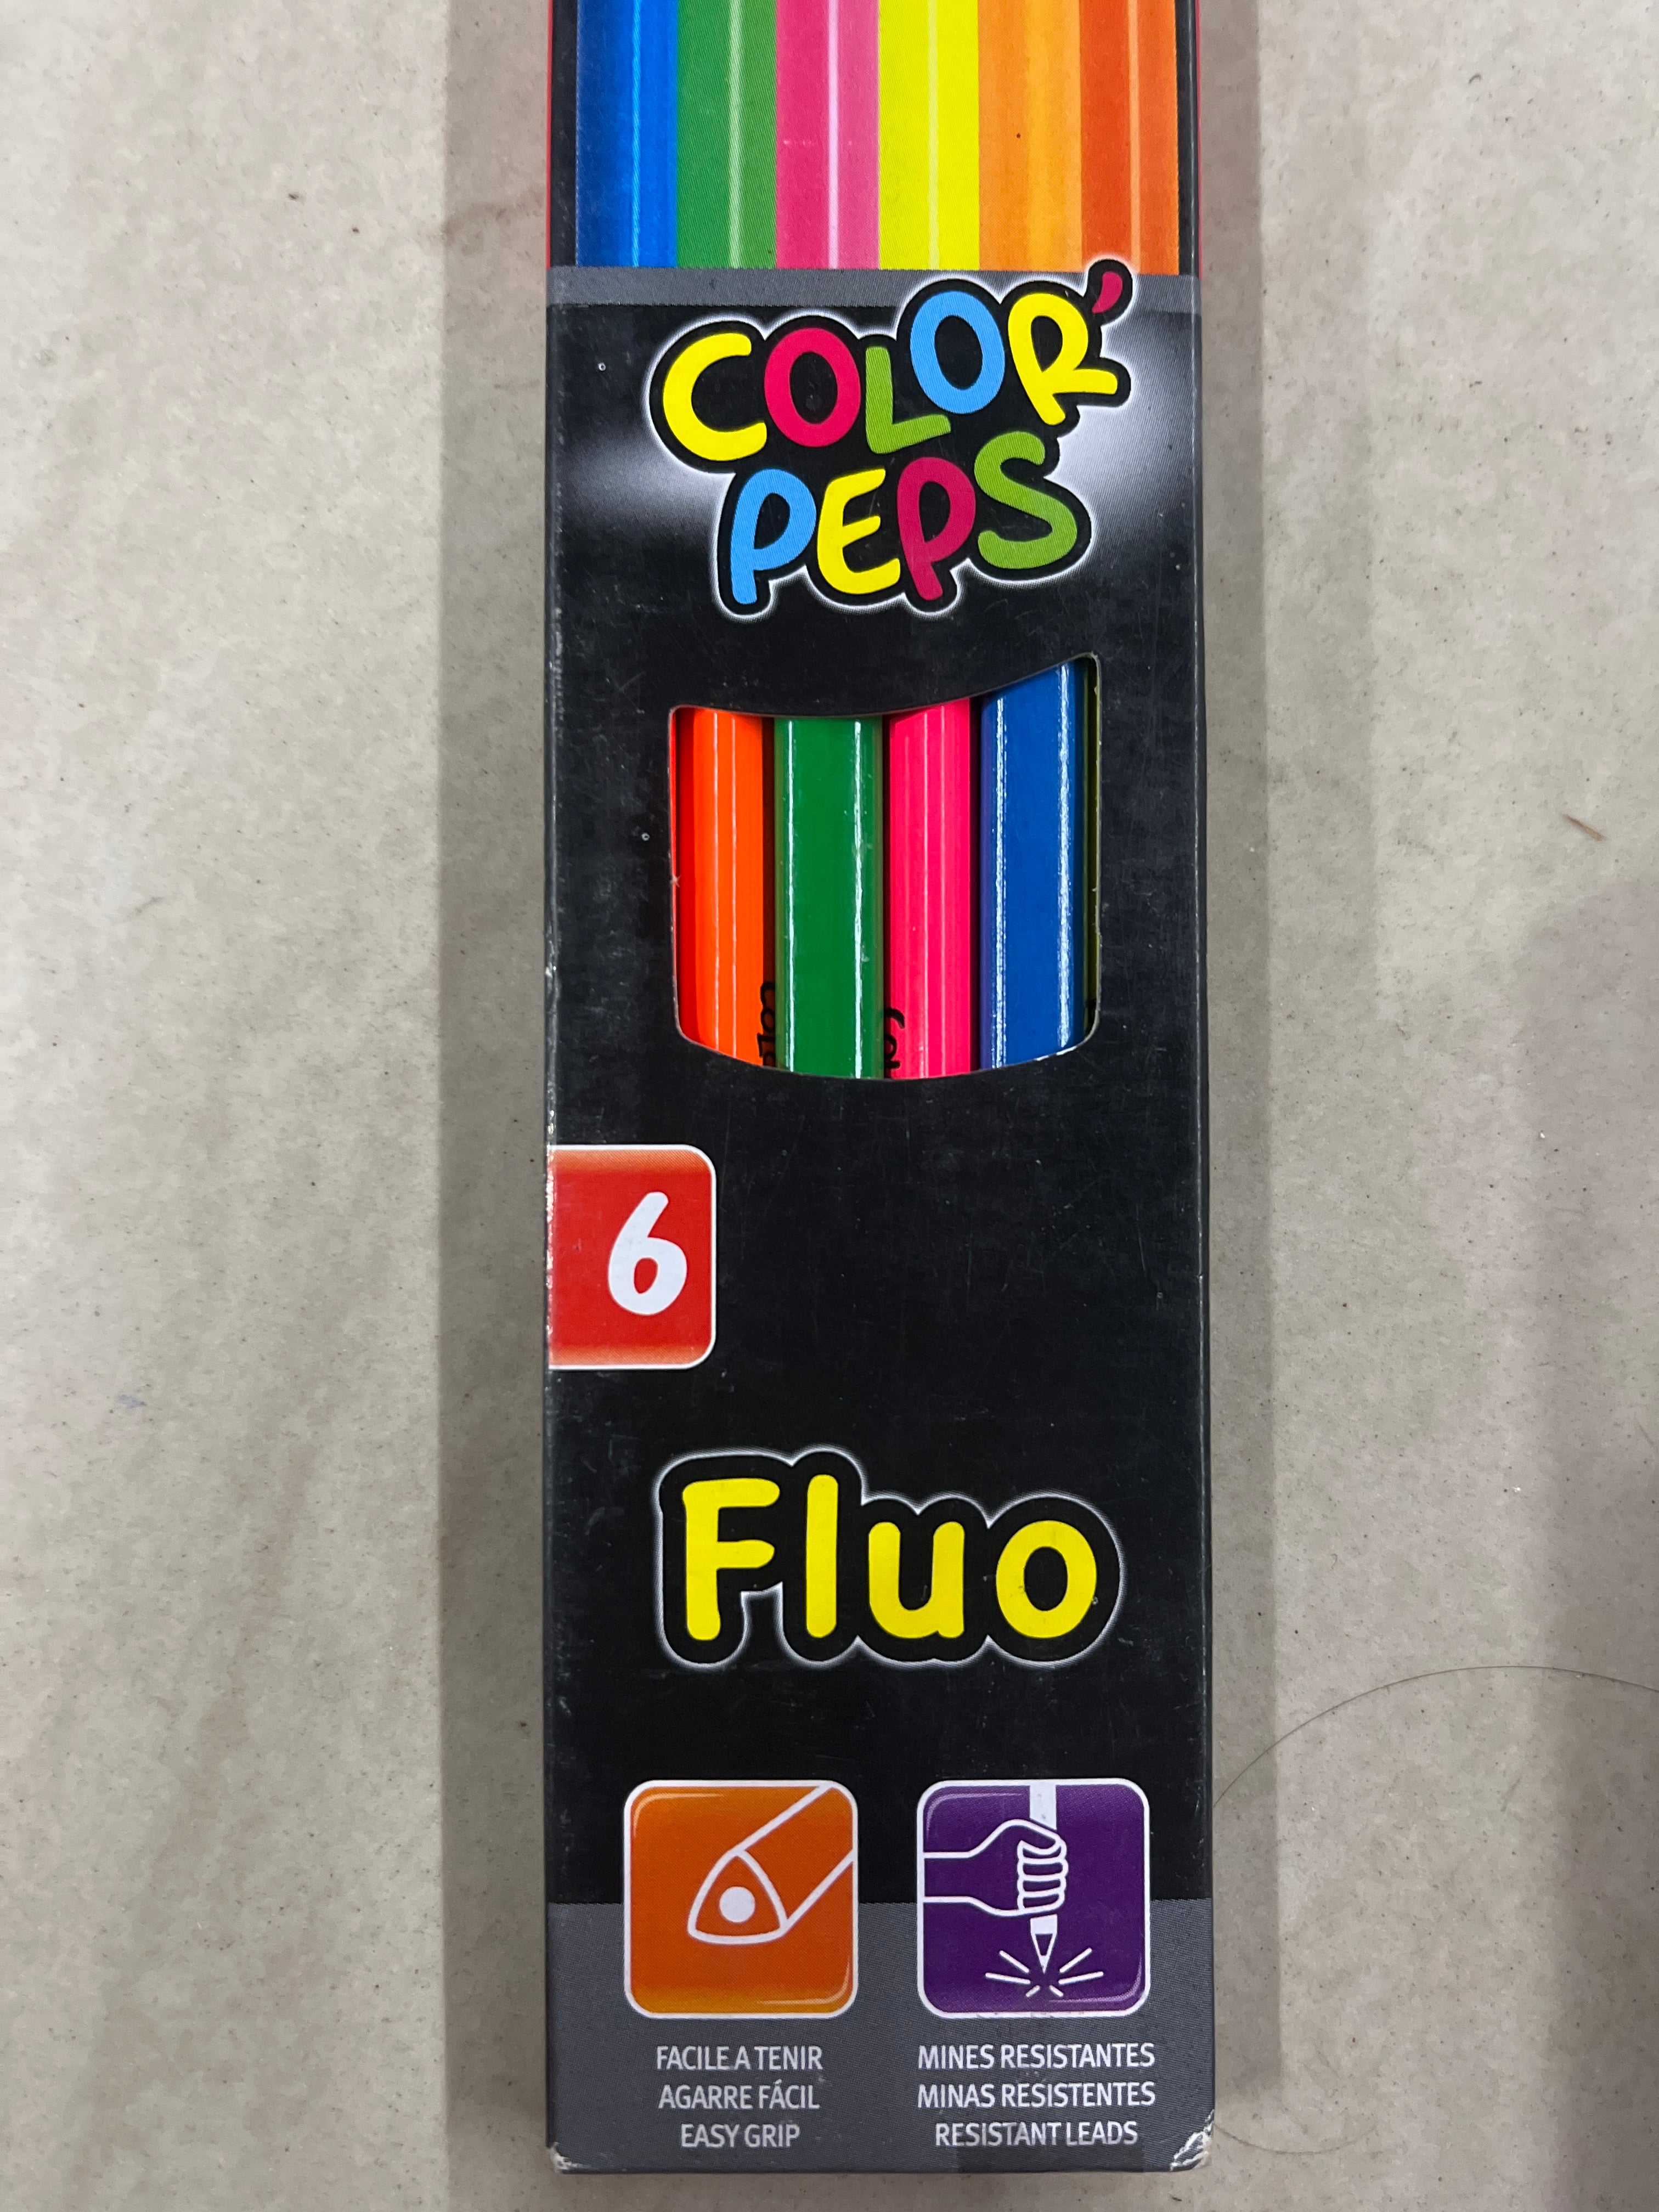 COLOR'
PEPS
6
Fluo
FACILE A TENIR
AGARRE FÁCIL
EASY GRIP
MINES RESISTANTES
MINAS RESISTENTES
RESISTANT LEADS